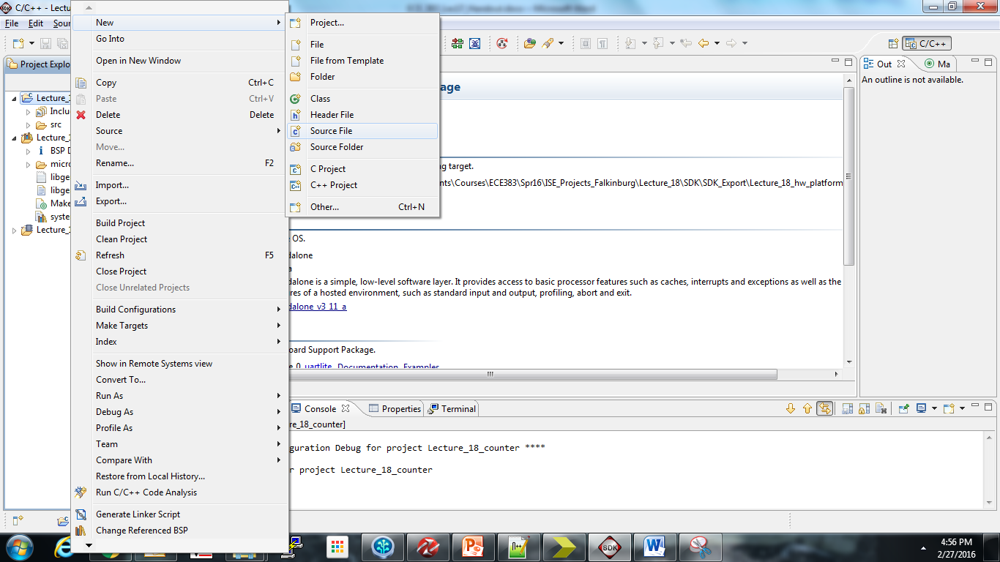 C/C++ - Lectu
File Edit Sour
C/C++
Project Explo
Lecture_1
Inclu
src
Lecture_1
BSP D
micro
libge
libge
Make
syste
Lecture_1
New
Go Into
Open in New Window
Copy Ctrl+C
Paste Ctrl+V
Delete Delete
Source
Move...
Rename... F2
Import...
Export...
Build Project
Clean Project
Refresh F5
Close Project
Close Unrelated Projects
Build Configurations
Make Targets
Index
Show in Remote Systems view
Convert To...
Run As
Debug As
Profile As
Team
Compare With
Restore from Local History...
Run C/C++ Code Analysis
Generate Linker Script
Change Referenced BSP
Project...
File
File from Template
Folder
Class
Header File
Source File
Source Folder
C Project
C++ Project
Other... Ctrl+N
age
ng target.
nts\Courses\ECE383\Spr16\ISE_Projects_Falkinburg\Lecture_18\SDK\SDK_Export\Lecture_18_hw_platform
e OS.
dalone
a
dalone is a simple, low-level software layer. It provides access to basic processor features such as caches, interrupts and exceptions as well as the
res of a hosted environment, such as standard input and output, profiling, abort and exit.
dalone_v3_11_a
oard Support Package.
uartlite Documentation Examples
Out Ma
An outline is not available.
Console Properties Terminal
re_18_counter]
guration Debug for project Lecture_18_counter ****
r project Lecture_18_counter
SDK
4:56 PM
2/27/2016